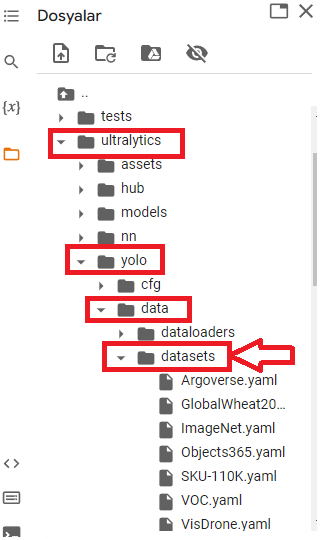 Dosyalar
{x}
..
tests
ultralytics
assets
hub
models
nn
yolo
cfg
data
dataloaders
datasets
Argoverse.yaml
GlobalWheat20...
ImageNet.yaml
Objects365.yaml
SKU-110K.yaml
VOC.yaml
VisDrone.yaml